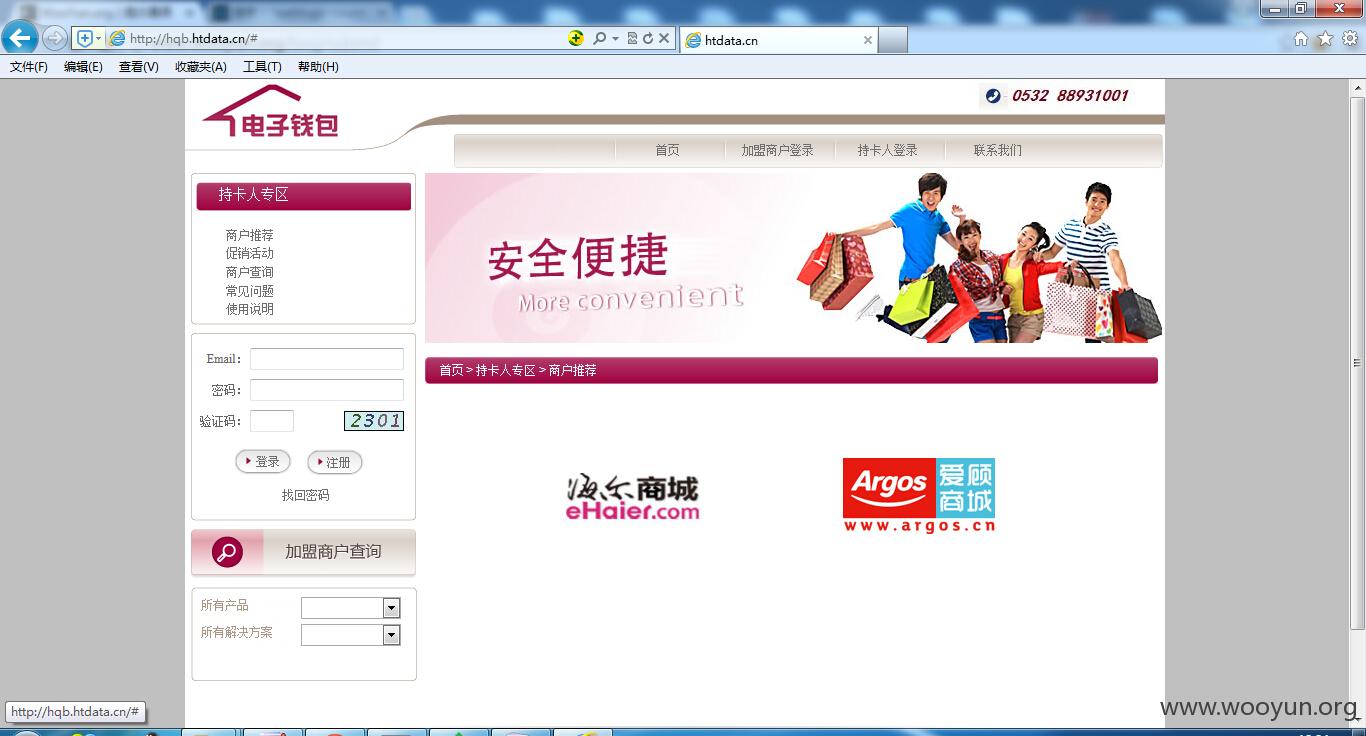 http://hqb.htdata.cn/#
htdata.cn
文件(F) 编辑(E) 查看(V) 收藏夹(A) 工具(T) 帮助(H)
电子钱包
0532 88931001
首页 加盟商户登录 持卡人登录 联系我们
持卡人专区
商户推荐
促销活动
商户查询
常见问题
使用说明
安全便捷
More convenient
Email：
密码：
验证码： 2301
登录 注册
找回密码
首页 > 持卡人专区 > 商户推荐
海尔商城
eHaier.com
Argos 爱顾商城
www.argos.cn
加盟商户查询
所有产品
所有解决方案
http://hqb.htdata.cn/#
www.wooyun.org